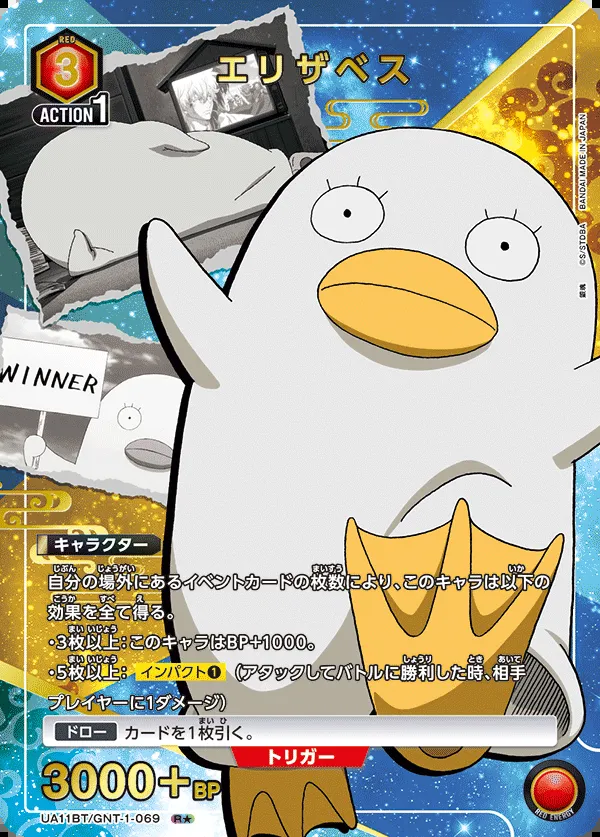 RED
3
ACTION1
エリザベス
©S/STDBA BANDAI MADE IN JAPAN
銀魂
WINNER
キャラクター
自分の場外にあるイベントカードの枚数により、このキャラは以下の
効果を全て得る。
・3枚以上：このキャラはBP+1000。
・5枚以上： インパクト❶ （アタックしてバトルに勝利した時、相手
プレイヤーに1ダメージ）
ドロー カードを1枚引く。
トリガー
3000+BP
UA11BT/GNT-1-069 R★
RED ENERGY